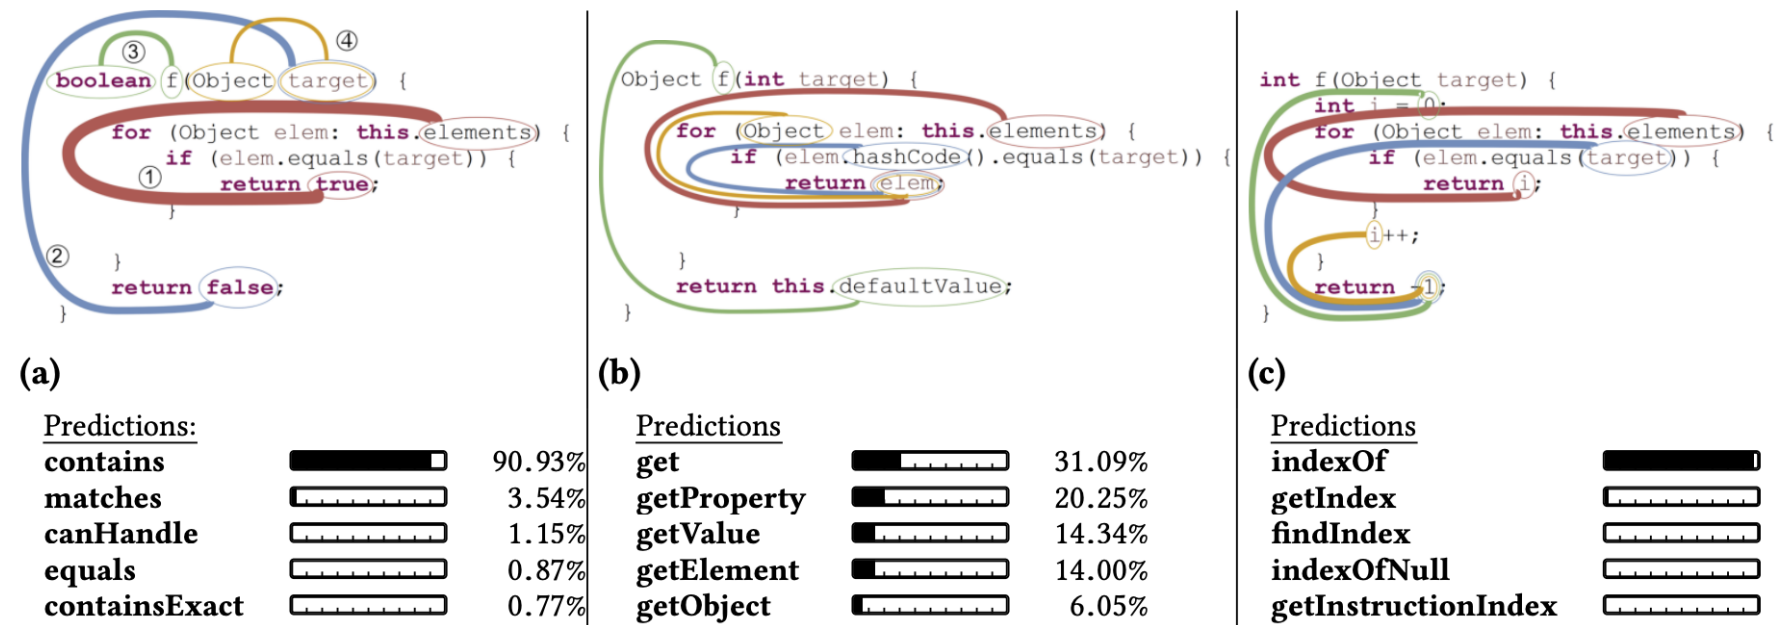 ③
④
boolean f(Object target) {
for (Object elem: this.elements) {
if (elem.equals(target)) {
①
return true;
}
②
}
return false;
}
(a)
Predictions:
contains 90.93%
matches 3.54%
canHandle 1.15%
equals 0.87%
containsExact 0.77%
Object f(int target) {
for (Object elem: this.elements) {
if (elem.hashCode().equals(target)) {
return elem;
}
}
return this.defaultValue;
}
(b)
Predictions
get 31.09%
getProperty 20.25%
getValue 14.34%
getElement 14.00%
getObject 6.05%
int f(Object target) {
int i = 0;
for (Object elem: this.elements) {
if (elem.equals(target)) {
return i;
}
i++;
}
return -1;
}
(c)
Predictions
indexOf
getIndex
findIndex
indexOfNull
getInstructionIndex